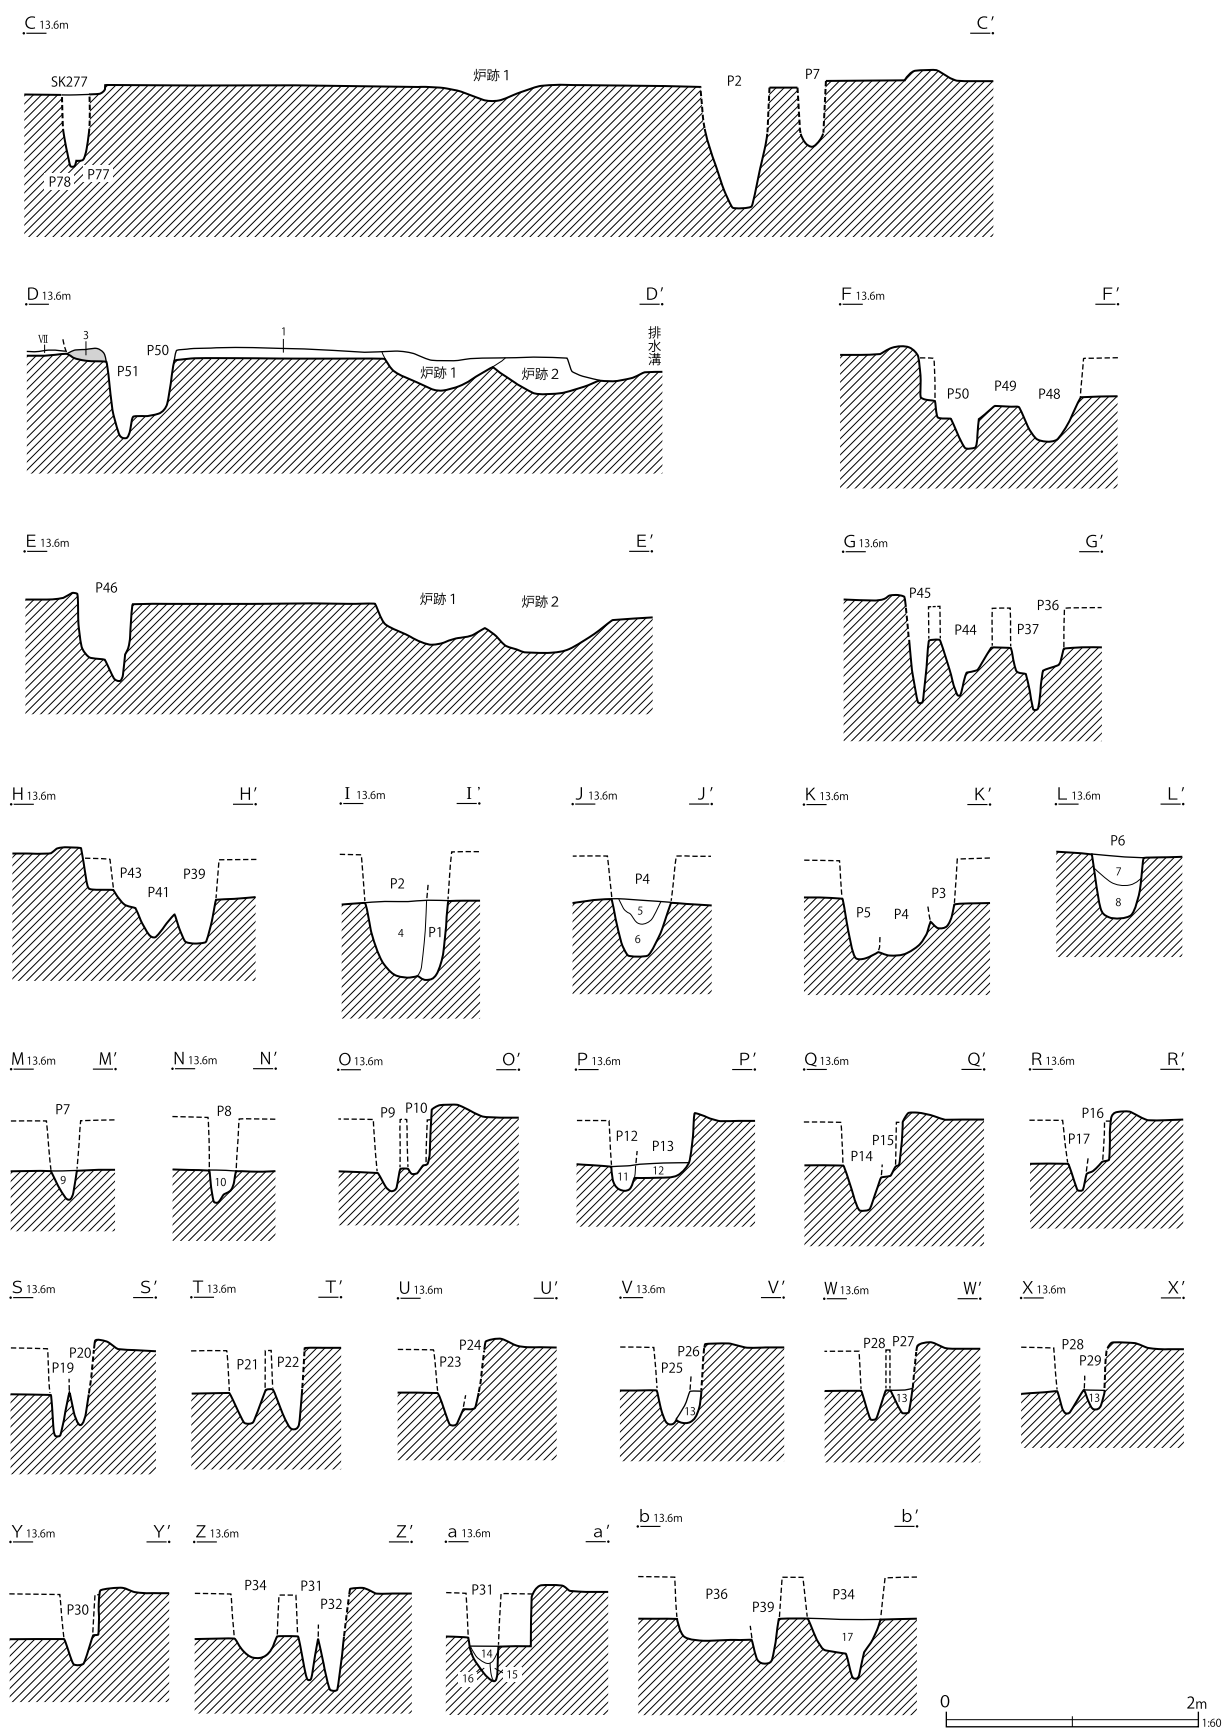 C 13.6m C′
SK277 炉跡1 P2 P7
P78 P77
D 13.6m D′
Ⅶ 3 P51 P50 1 炉跡1 炉跡2 排水溝
F 13.6m F′
P50 P49 P48
E 13.6m E′
P46 炉跡1 炉跡2
G 13.6m G′
P45 P44 P37 P36
H 13.6m H′
P43 P41 P39
I 13.6m I′
P2 4 P1
J 13.6m J′
P4 5 6
K 13.6m K′
P5 P4 P3
L 13.6m L′
P6 7 8
M 13.6m M′
P7 9
N 13.6m N′
P8 10
O 13.6m O′
P9 P10
P 13.6m P′
P12 P13 11 12
Q 13.6m Q′
P14 P15
R 13.6m R′
P17 P16
S 13.6m S′
P19 P20
T 13.6m T′
P21 P22
U 13.6m U′
P23 P24
V 13.6m V′
P25 P26 13
W 13.6m W′
P28 P27 13
X 13.6m X′
P28 P29 13
Y 13.6m Y′
P30
Z 13.6m Z′
P34 P31 P32
a 13.6m a′
P31 14 16 15
b 13.6m b′
P36 P39 P34 17
0 2m
1:60